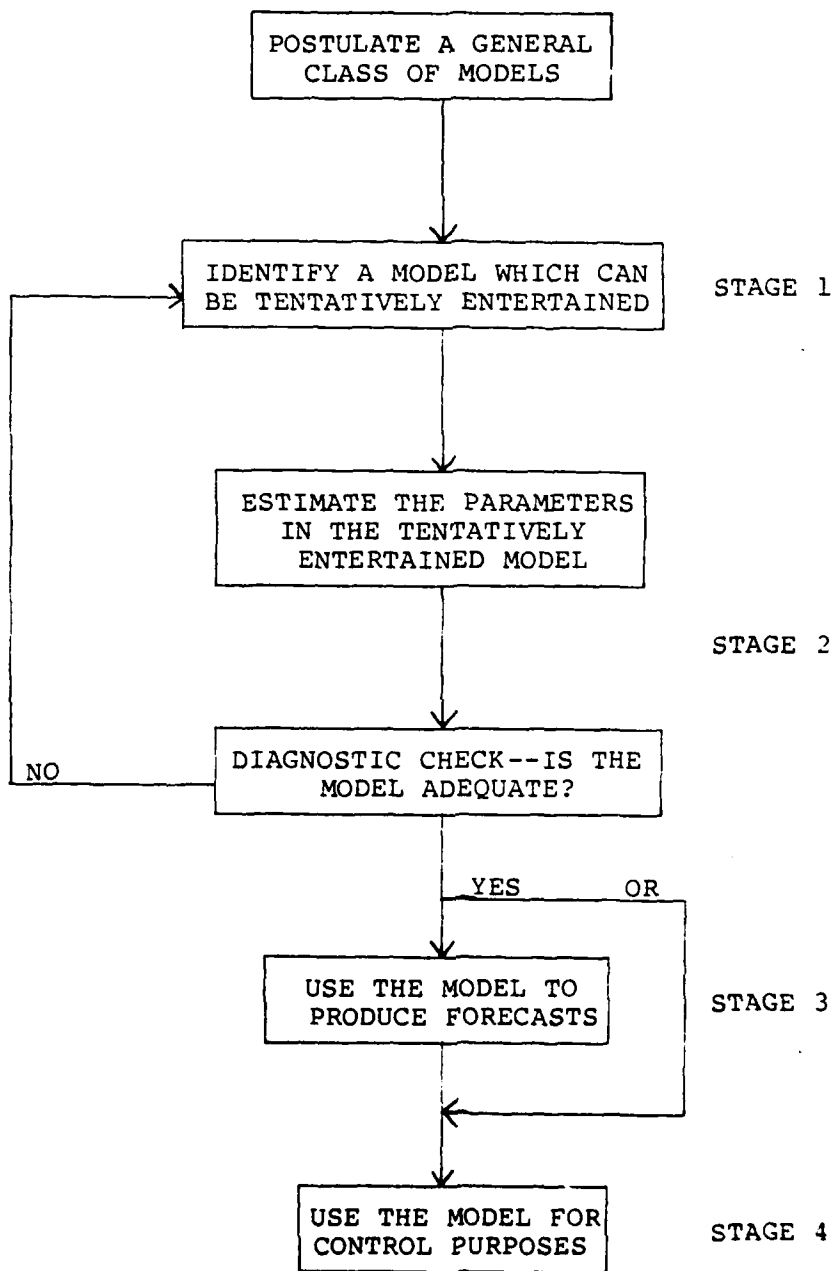 POSTULATE A GENERAL
CLASS OF MODELS
IDENTIFY A MODEL WHICH CAN
BE TENTATIVELY ENTERTAINED
STAGE 1
ESTIMATE THE PARAMETERS
IN THE TENTATIVELY
ENTERTAINED MODEL
STAGE 2
DIAGNOSTIC CHECK--IS THE
MODEL ADEQUATE?
NO
YES OR
USE THE MODEL TO
PRODUCE FORECASTS
STAGE 3
USE THE MODEL FOR
CONTROL PURPOSES
STAGE 4